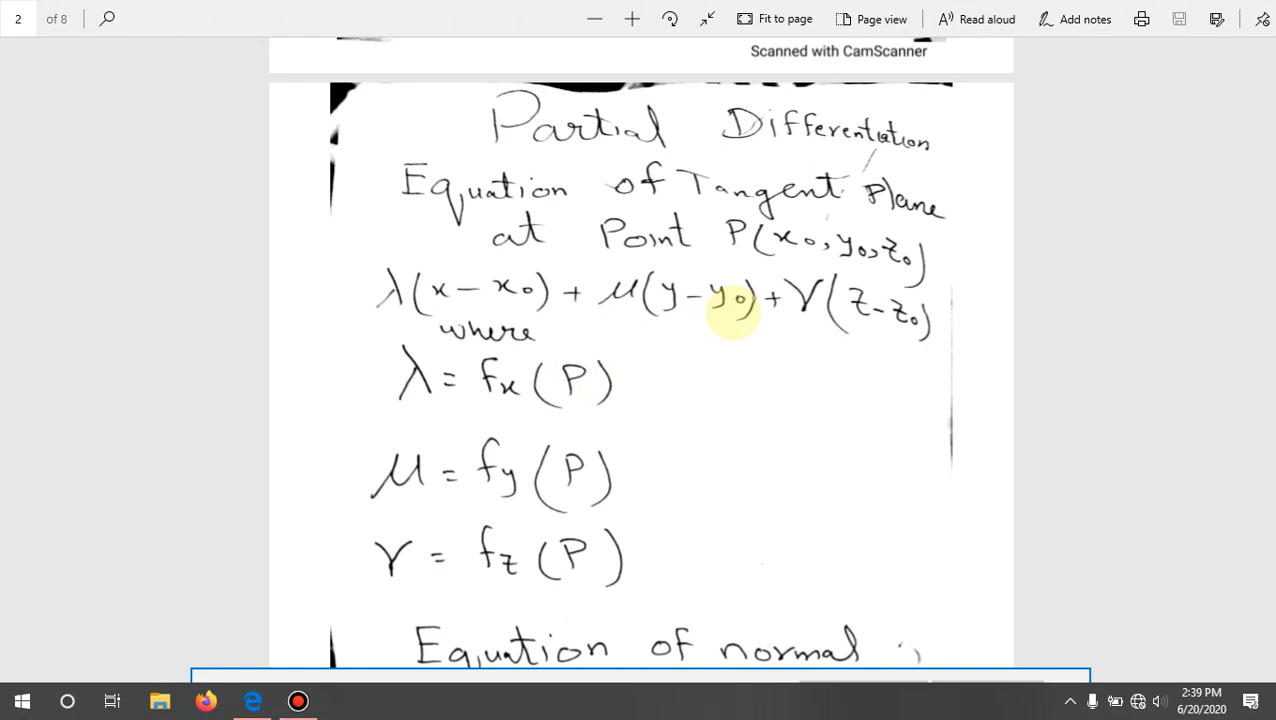 2 of 8 Fit to page Page view Read aloud Add notes
Scanned with CamScanner
Partial Differentiation
Equation of Tangent Plane
at Point P(x₀, y₀, z₀)
λ(x - x₀) + μ(y - y₀) + γ(z - z₀)
where
λ = fx (P)
μ = fy (P)
γ = fz (P)
Equation of normal
2:39 PM
6/20/2020